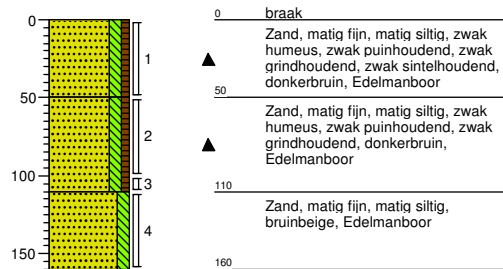 0
50
100
150
1
2
3
4
0 braak
Zand, matig fijn, matig siltig, zwak
humeus, zwak puinhoudend, zwak
grindhoudend, zwak sintelhoudend,
donkerbruin, Edelmanboor
50
Zand, matig fijn, matig siltig, zwak
humeus, zwak puinhoudend, zwak
grindhoudend, donkerbruin,
Edelmanboor
110
Zand, matig fijn, matig siltig,
bruinbeige, Edelmanboor
160